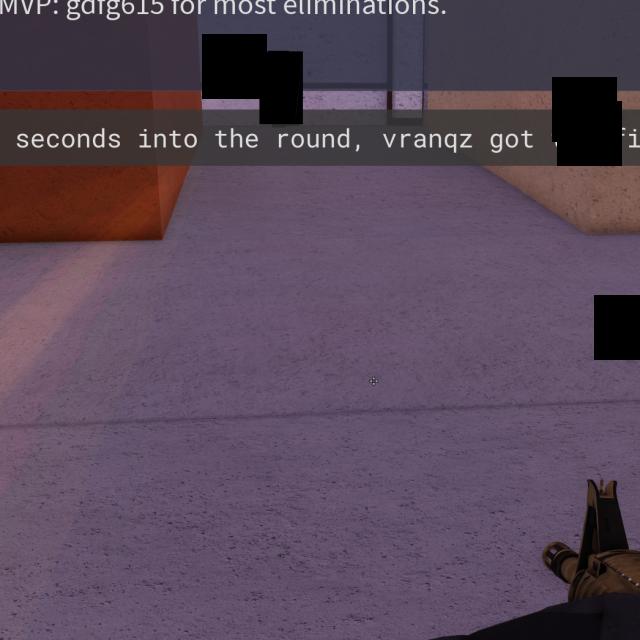 MVP: gdfg615 for most eliminations.
seconds into the round, vranqz got